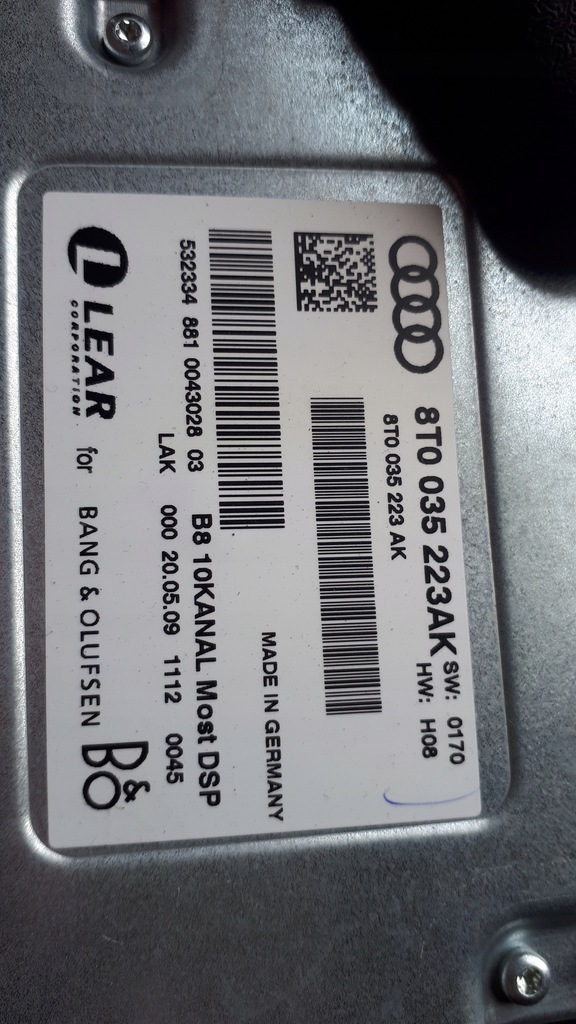 8T0 035 223AK SW: 0170
HW: H08
8T0 035 223 AK
MADE IN GERMANY
532334 881 0043028 03 B8 10KANAL Most DSP
LAK 000 20.05.09 1112 0045
LEAR for BANG & OLUFSEN B&O
CORPORATION.